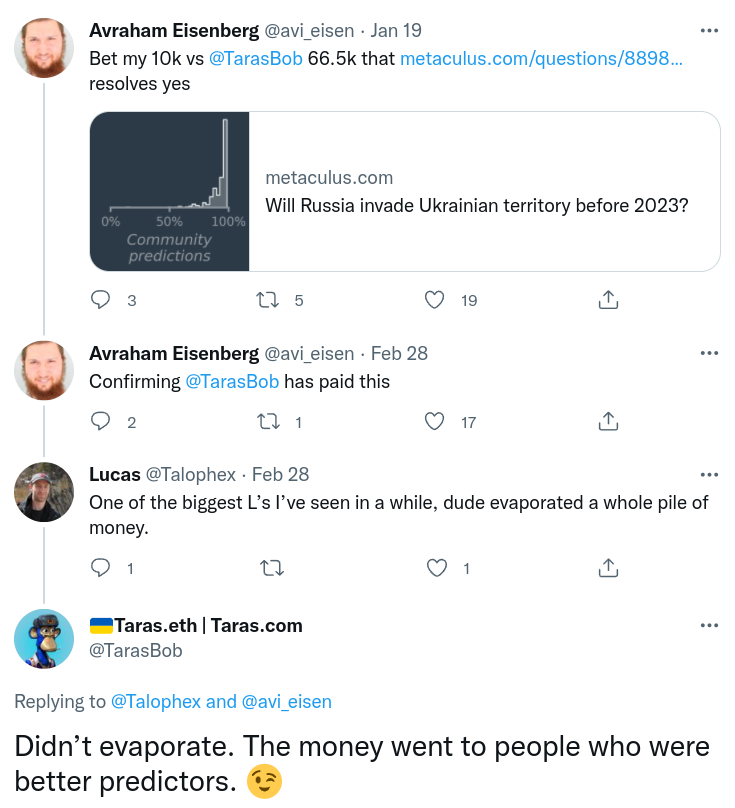 Avraham Eisenberg @avi_eisen · Jan 19
Bet my 10k vs @TarasBob 66.5k that metaculus.com/questions/8898…
resolves yes
metaculus.com
Will Russia invade Ukrainian territory before 2023?
0% 50% 100%
Community
predictions
3 5 19
Avraham Eisenberg @avi_eisen · Feb 28
Confirming @TarasBob has paid this
2 1 17
Lucas @Talophex · Feb 28
One of the biggest L’s I’ve seen in a while, dude evaporated a whole pile of
money.
1 1
🇺🇦Taras.eth | Taras.com
@TarasBob
Replying to @Talophex and @avi_eisen
Didn’t evaporate. The money went to people who were
better predictors. 😉